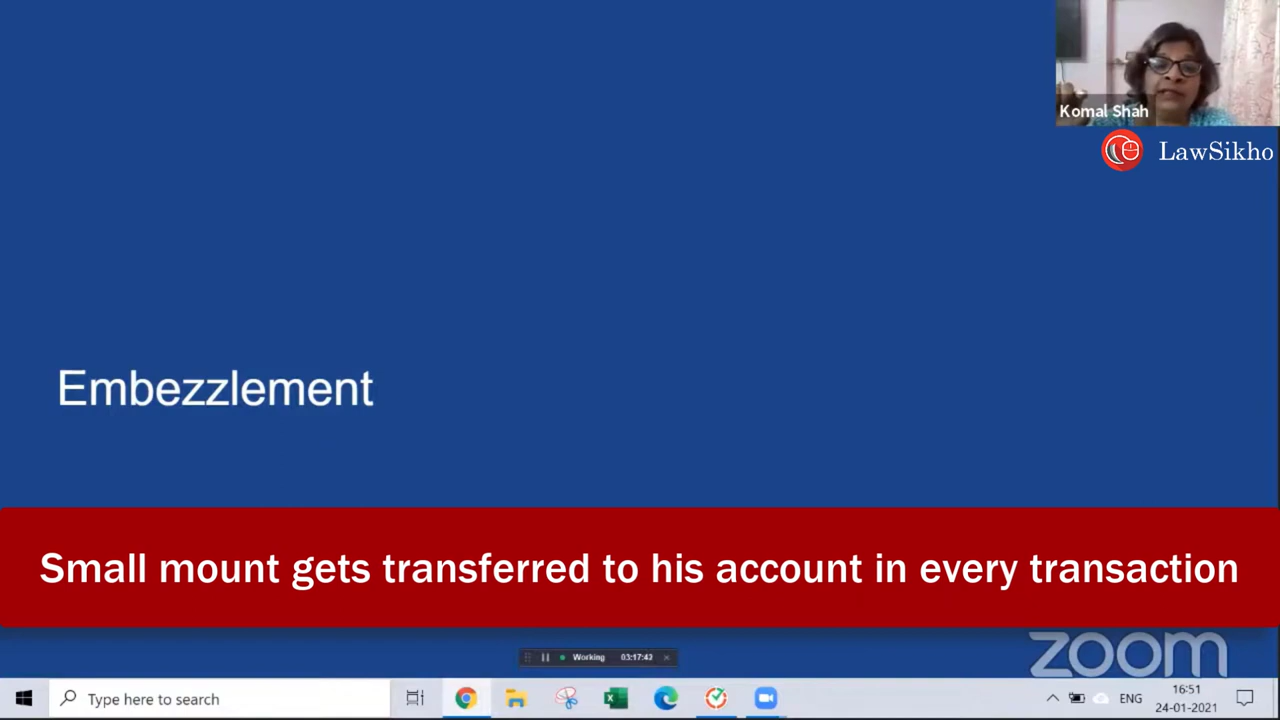 Komal Shah
LawSikho
Embezzlement
Small mount gets transferred to his account in every transaction
Working 03:17:42
zoom
Type here to search
ENG
16:51
24-01-2021